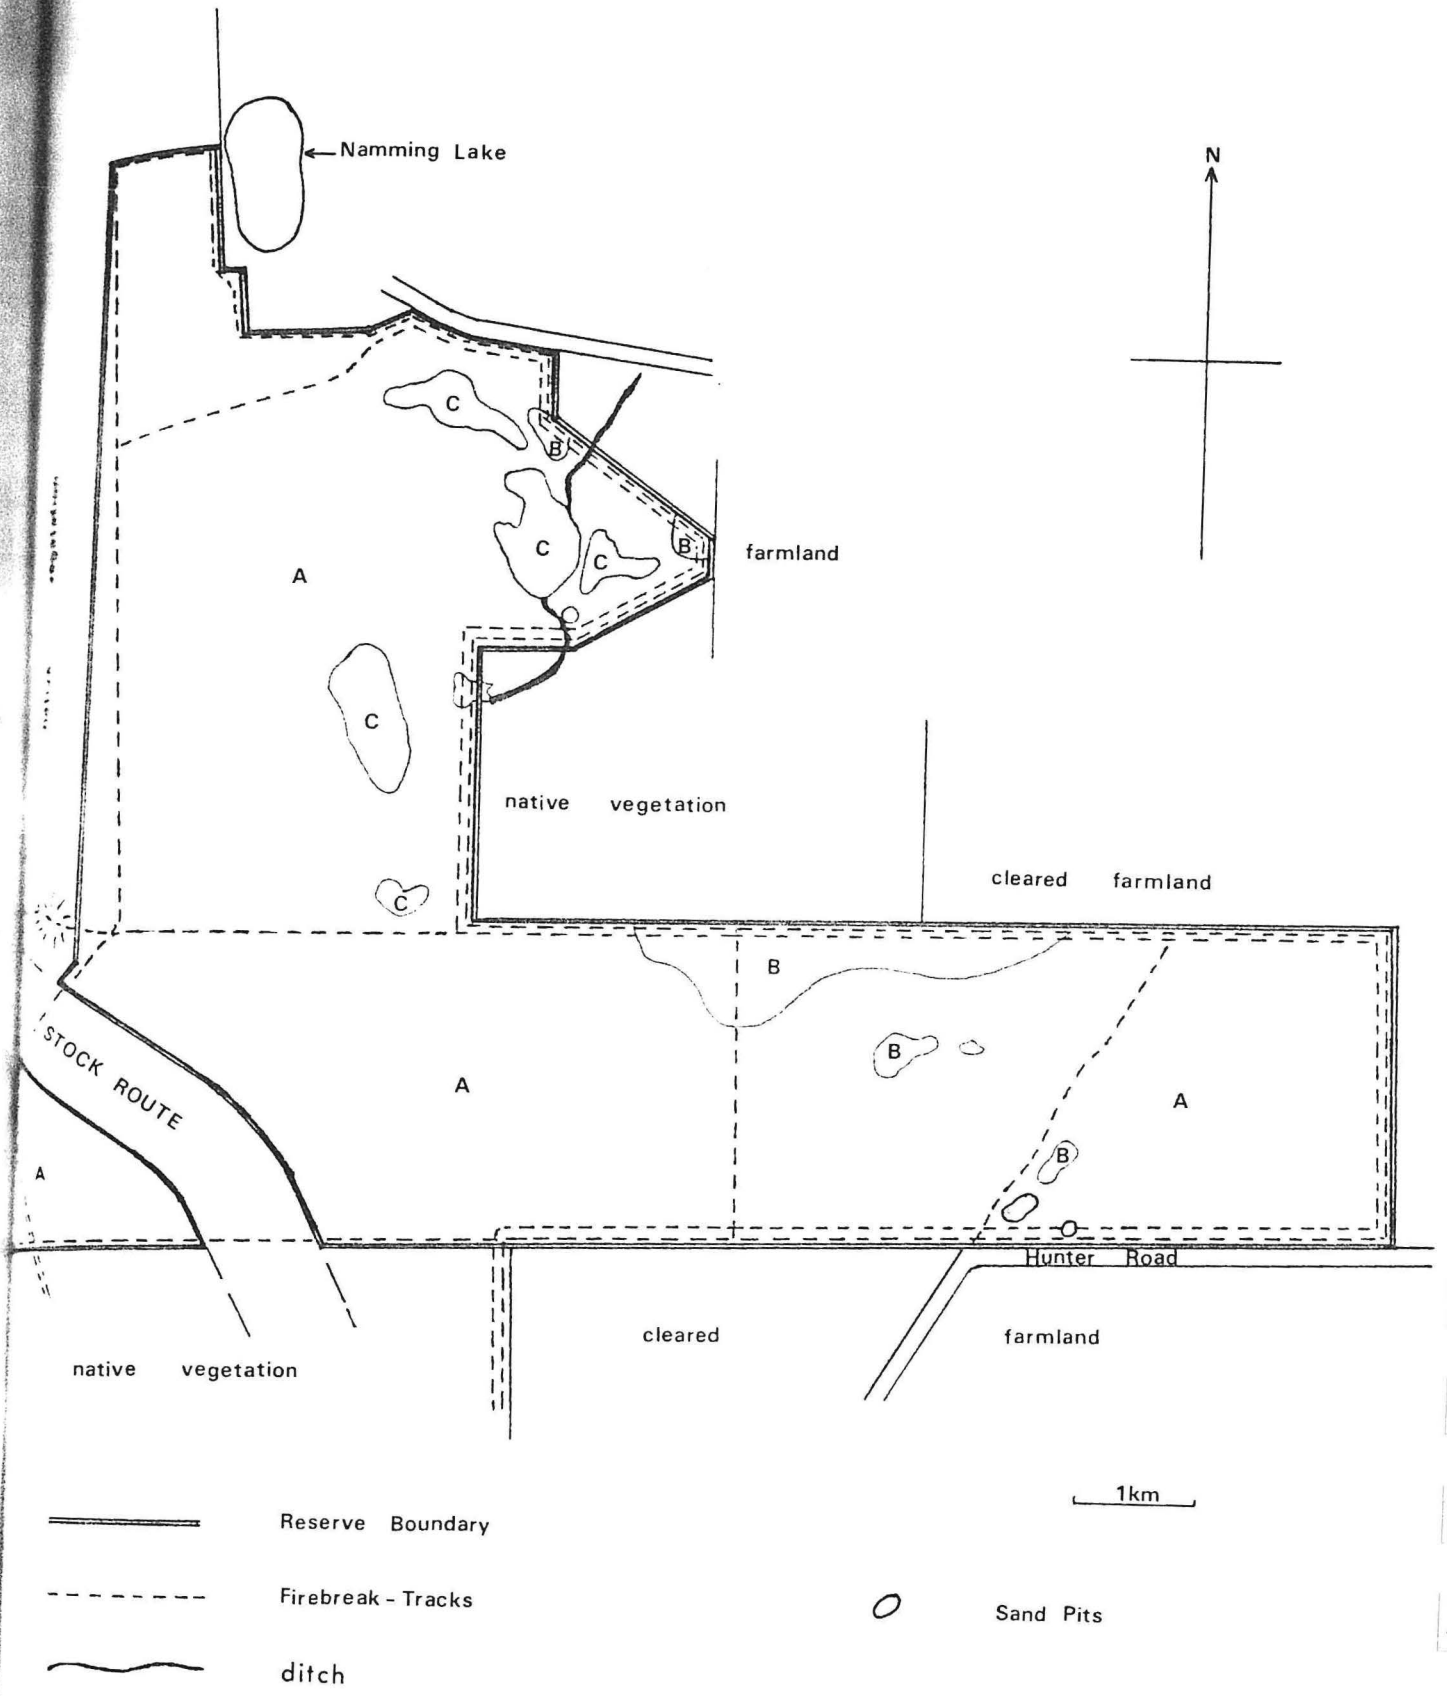 Namming Lake
N
C
B
C
C
B
farmland
A
C
native vegetation
cleared farmland
C
B
STOCK ROUTE
B
A
A
B
A
Hunter Road
cleared farmland
native vegetation
1km
Reserve Boundary
Firebreak - Tracks
Sand Pits
ditch